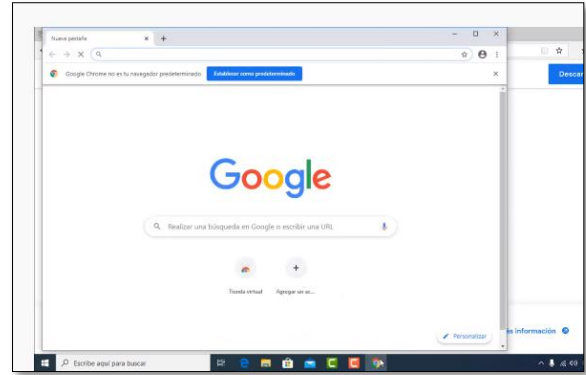 Nueva pestaña
Google Chrome no es tu navegador predeterminado
Establecer como predeterminado
Descar
Google
Realizar una búsqueda en Google o escribir una URL
Tienda virtual
Agregar un ac...
Personalizar
s información
Escribe aquí para buscar